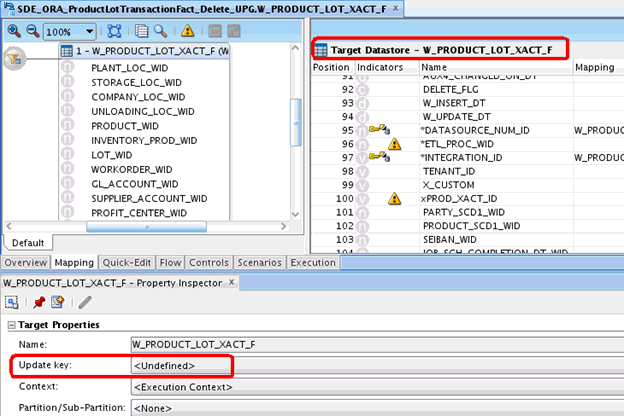 SDE_ORA_ProductLotTransactionFact_Delete_UPG.W_PRODUCT_LOT_XACT_F x
100%
1 - W_PRODUCT_LOT_XACT_F (W
PLANT_LOC_WID
STORAGE_LOC_WID
COMPANY_LOC_WID
UNLOADING_LOC_WID
PRODUCT_WID
INVENTORY_PROD_WID
LOT_WID
WORKORDER_WID
GL_ACCOUNT_WID
SUPPLIER_ACCOUNT_WID
PROFIT_CENTER_WID
Default
Target Datastore - W_PRODUCT_LOT_XACT_F
Position Indicators Name Mapping
91 AUX4_CHANGED_ON_DT
92 DELETE_FLG
93 W_INSERT_DT
94 W_UPDATE_DT
95 *DATASOURCE_NUM_ID W_PRODU
96 *ETL_PROC_WID
97 *INTEGRATION_ID W_PRODU
98 TENANT_ID
99 X_CUSTOM
100 xPROD_XACT_ID
101 PARTY_SCD1_WID
102 PRODUCT_SCD1_WID
103 SEIBAN_WID
104 JOB_SCH_COMPLETION_DT_WID
Overview Mapping Quick-Edit Flow Controls Scenarios Execution
W_PRODUCT_LOT_XACT_F - Property Inspector x
Target Properties
Name: W_PRODUCT_LOT_XACT_F
Update key: <Undefined>
Context: <Execution Context>
Partition/Sub-Partition: <None>